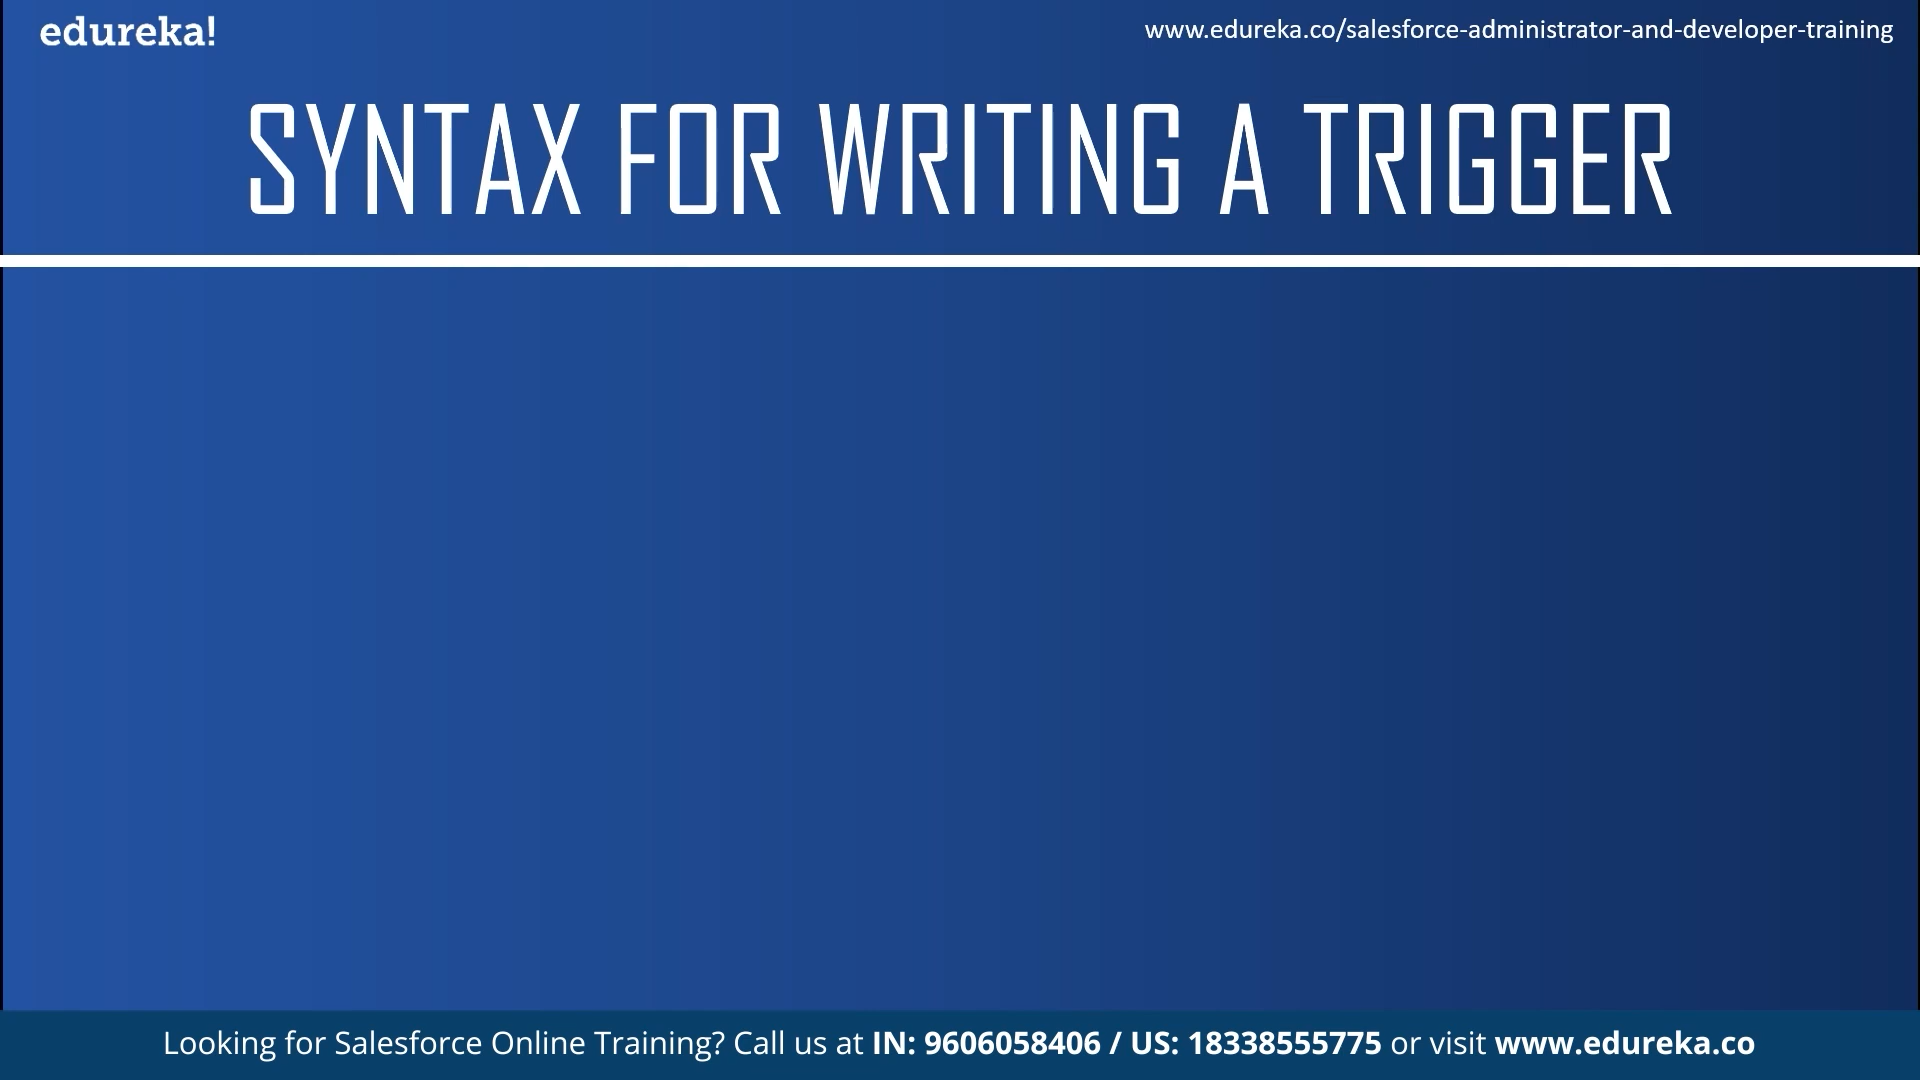 edureka!
www.edureka.co/salesforce-administrator-and-developer-training
SYNTAX FOR WRITING A TRIGGER
Looking for Salesforce Online Training? Call us at IN: 9606058406 / US: 18338555775 or visit www.edureka.co